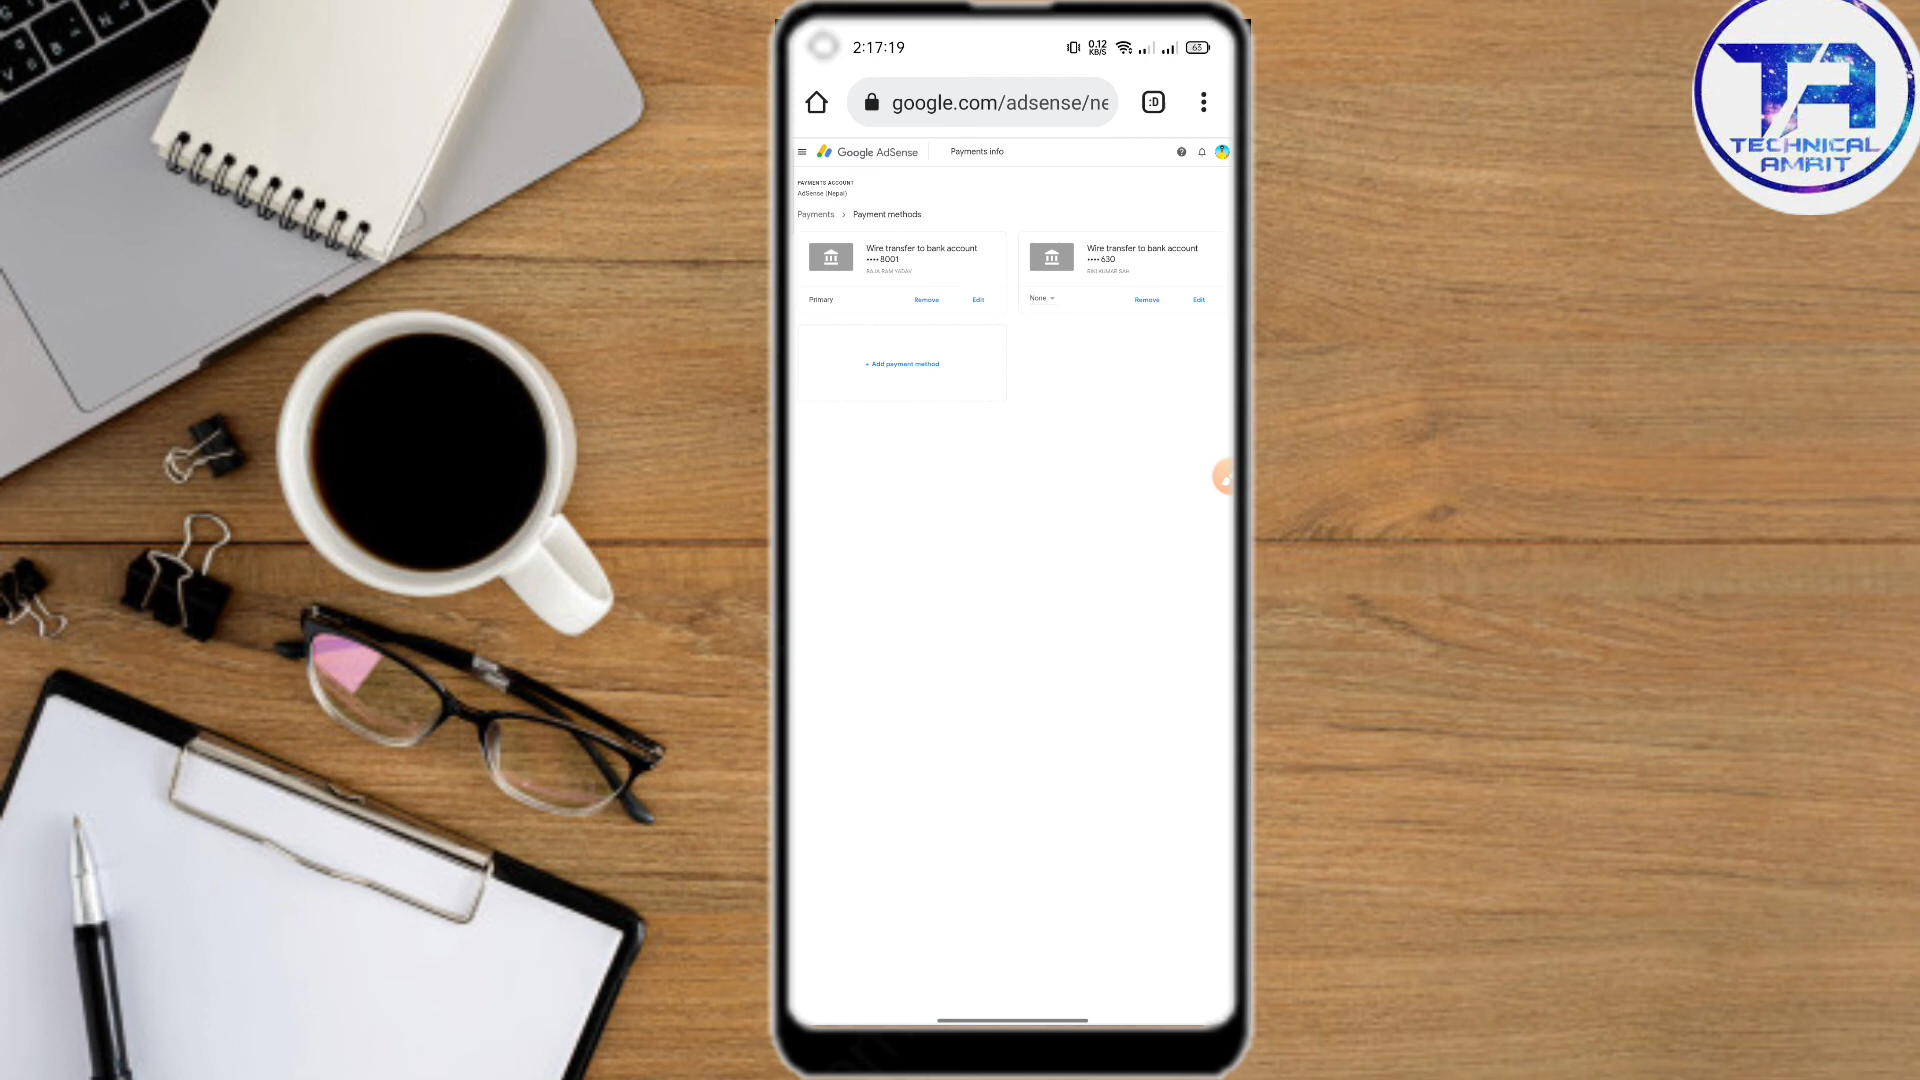 2:17:19
0.12
KB/S
63
google.com/adsense/ne
:D
Google AdSense
Payments info
PAYMENTS ACCOUNT
AdSense (Nepal)
Payments › Payment methods
Wire transfer to bank account
•••• 8001
RAJA RAM YADAV
Primary
Remove
Edit
Wire transfer to bank account
•••• 630
RIKI KUMAR SAH
None
Remove
Edit
+ Add payment method
TA
TECHNICAL
AMRIT